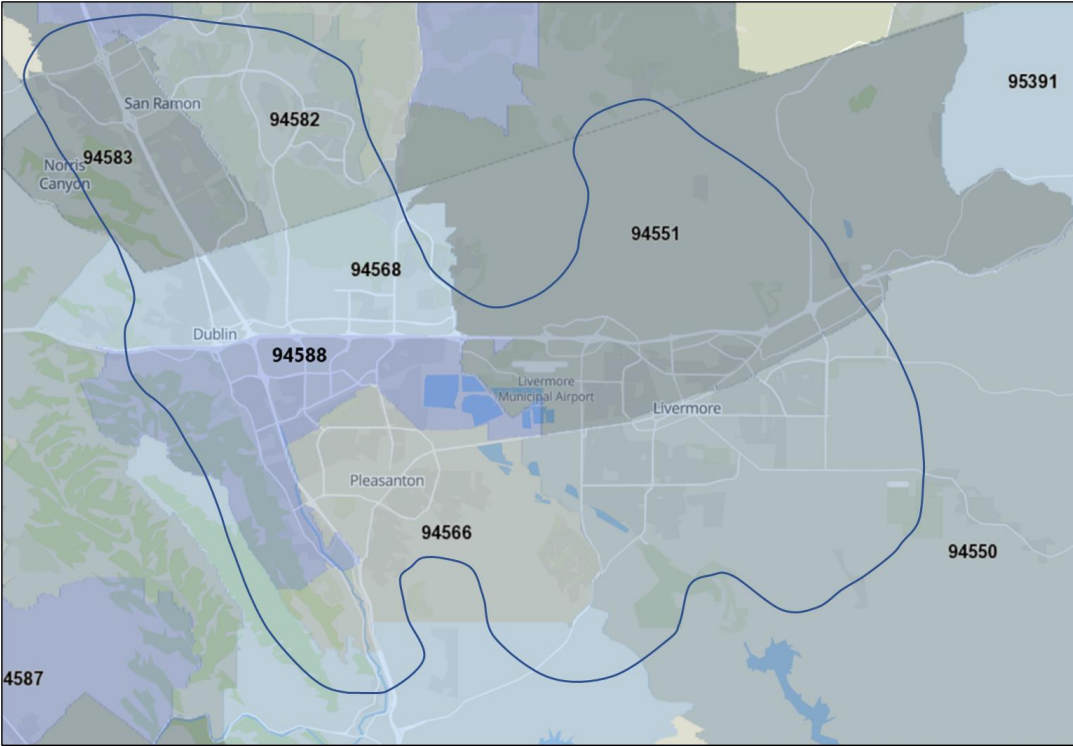 95391
San Ramon
94582
94583
Norris
Canyon
94551
94568
Dublin
94588
Livermore
Municipal Airport
Livermore
Pleasanton
94566
94550
4587